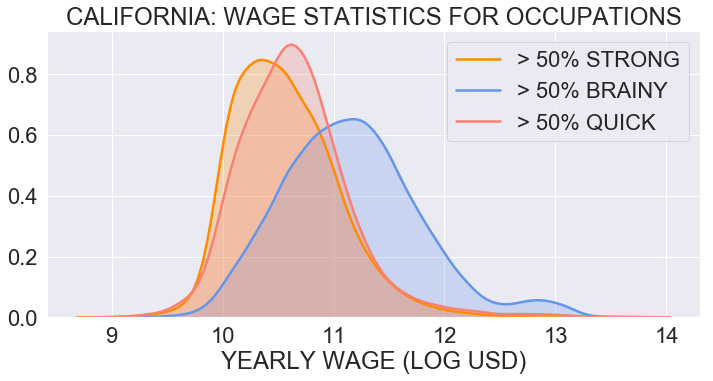 CALIFORNIA: WAGE STATISTICS FOR OCCUPATIONS
> 50% STRONG
> 50% BRAINY
> 50% QUICK
0.8
0.6
0.4
0.2
0.0
9 10 11 12 13 14
YEARLY WAGE (LOG USD)